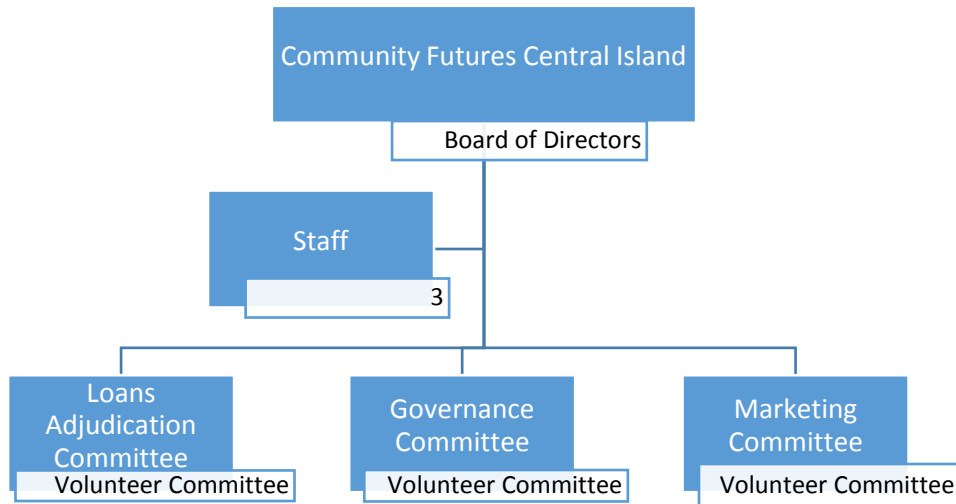 Community Futures Central Island
Board of Directors
Staff
3
Loans
Adjudication
Committee
Volunteer Committee
Governance
Committee
Volunteer Committee
Marketing
Committee
Volunteer Committee